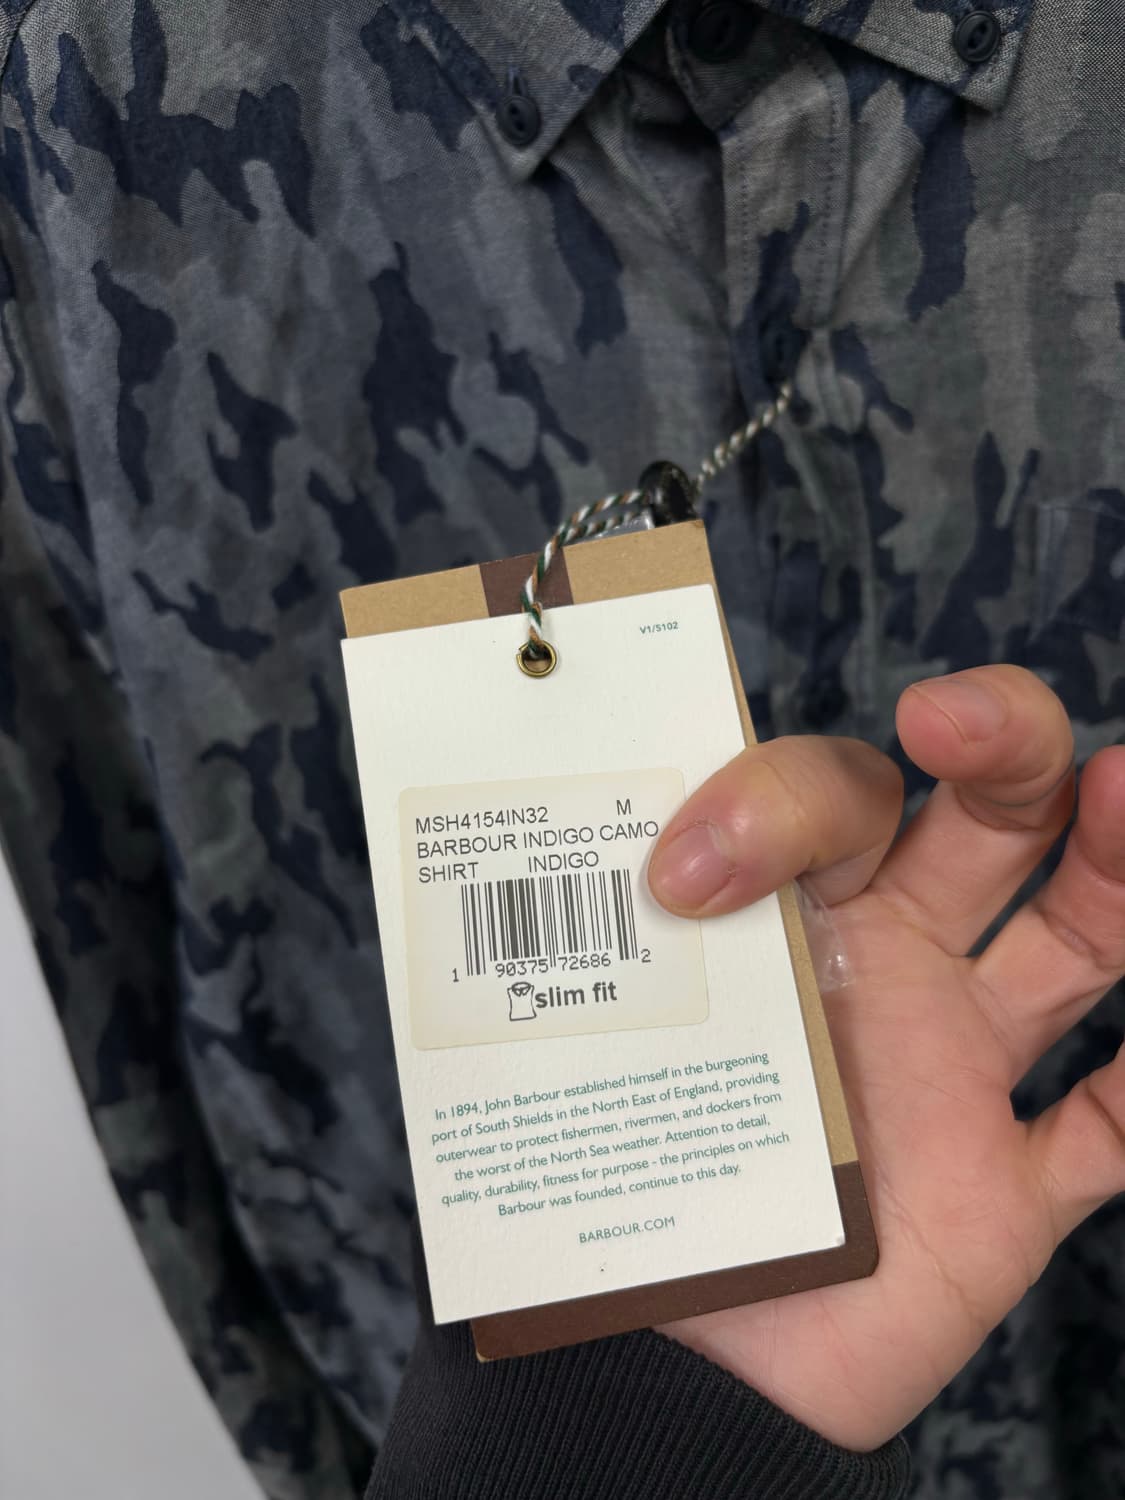 V1/5102
MSH4154IN32 M
BARBOUR INDIGO CAMO
SHIRT INDIGO
1 90375 72686 2
slim fit
In 1894, John Barbour established himself in the burgeoning
port of South Shields in the North East of England, providing
outerwear to protect fishermen, rivermen, and dockers from
the worst of the North Sea weather. Attention to detail,
quality, durability, fitness for purpose - the principles on which
Barbour was founded, continue to this day.
BARBOUR.COM